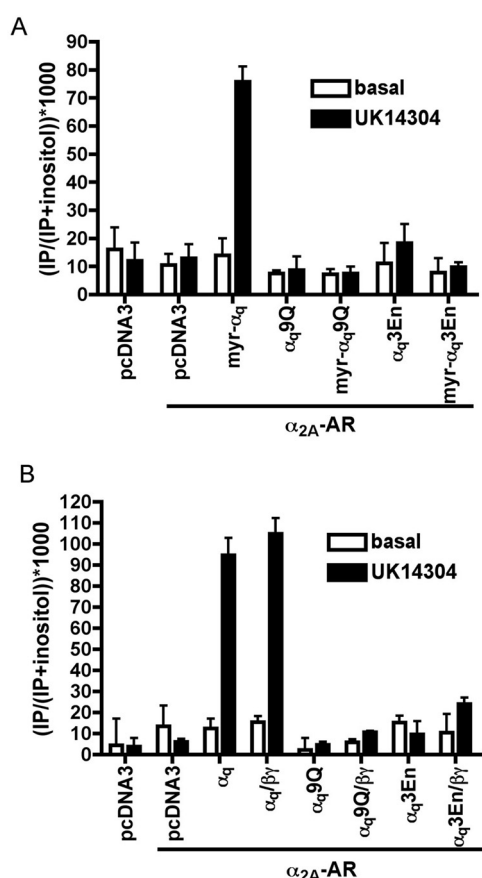 A
90
80
70
60
50
40
30
20
10
0
(IP/(IP+inositol))*1000
basal
UK14304
pcDNA3
pcDNA3
myr-αq
αq9Q
myr-αq9Q
αq3En
myr-αq3En
α2A-AR
B
120
110
100
90
80
70
60
50
40
30
20
10
0
(IP/(IP+inositol))*1000
basal
UK14304
pcDNA3
pcDNA3
αq
αq/βγ
αq9Q
αq9Q/βγ
αq3En
αq3En/βγ
α2A-AR